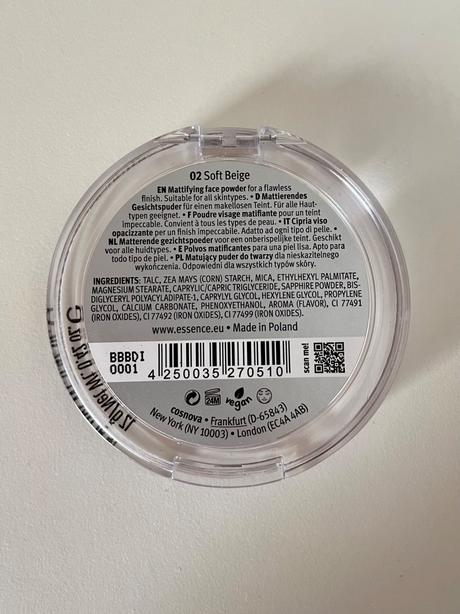 02 Soft Beige
EN Mattifying face powder for a flawless
finish. Suitable for all skintypes. • D Mattierendes
Gesichtspuder für einen makellosen Teint. Für alle Haut-
typen geeignet. • F Poudre visage matifiante pour un teint
impeccable. Convient à tous les types de peau. • IT Cipria viso
opacizzante per un finish impeccabile. Adatto ad ogni tipo di pelle. •
NL Matterende gezichtspoeder voor een onberispelijke teint. Geschikt
voor alle huidtypes. • E Polvos matificantes para una piel lisa. Apto para
todo tipo de piel. • PL Matujący puder do twarzy dla nieskazitelnego
wykończenia. Odpowiedni dla wszystkich typów skóry.
INGREDIENTS: TALC, ZEA MAYS (CORN) STARCH, MICA, ETHYLHEXYL PALMITATE,
MAGNESIUM STEARATE, CAPRYLIC/CAPRIC TRIGLYCERIDE, SAPPHIRE POWDER, BIS-
DIGLYCERYL POLYACYLADIPATE-1, CAPRYLYL GLYCOL, HEXYLENE GLYCOL, PROPYLENE
GLYCOL, CALCIUM CARBONATE, PHENOXYETHANOL, AROMA (FLAVOR), CI 77491
(IRON OXIDES), CI 77492 (IRON OXIDES), CI 77499 (IRON OXIDES).
www.essence.eu • Made in Poland
BBBDI
0001
4 250035 270510
scan me!
24M
vegan
cosnova • Frankfurt (D-65843)
New York (NY 10003) • London (EC4A 4AB)
12 g℮ Net Wt. 0.42 oz